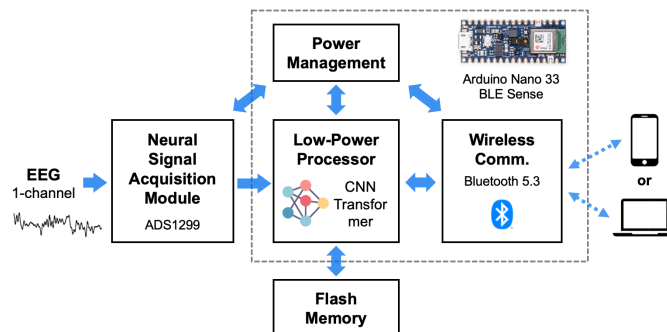 Power
Management
Arduino Nano 33
BLE Sense
EEG
1-channel
Neural
Signal
Acquisition
Module
ADS1299
Low-Power
Processor
CNN
Transfor
mer
Wireless
Comm.
Bluetooth 5.3
or
Flash
Memory